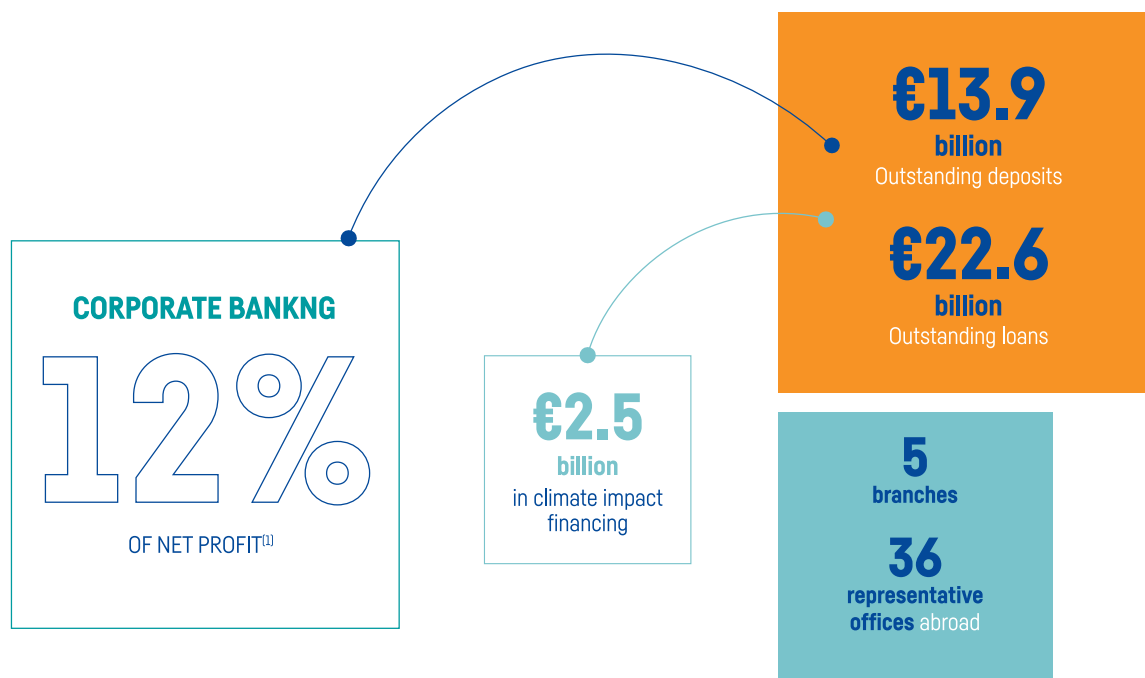 CORPORATE BANKNG
12%
OF NET PROFIT(1)
€2.5
billion
in climate impact
financing
€13.9
billion
Outstanding deposits
€22.6
billion
Outstanding loans
5
branches
36
representative
offices abroad